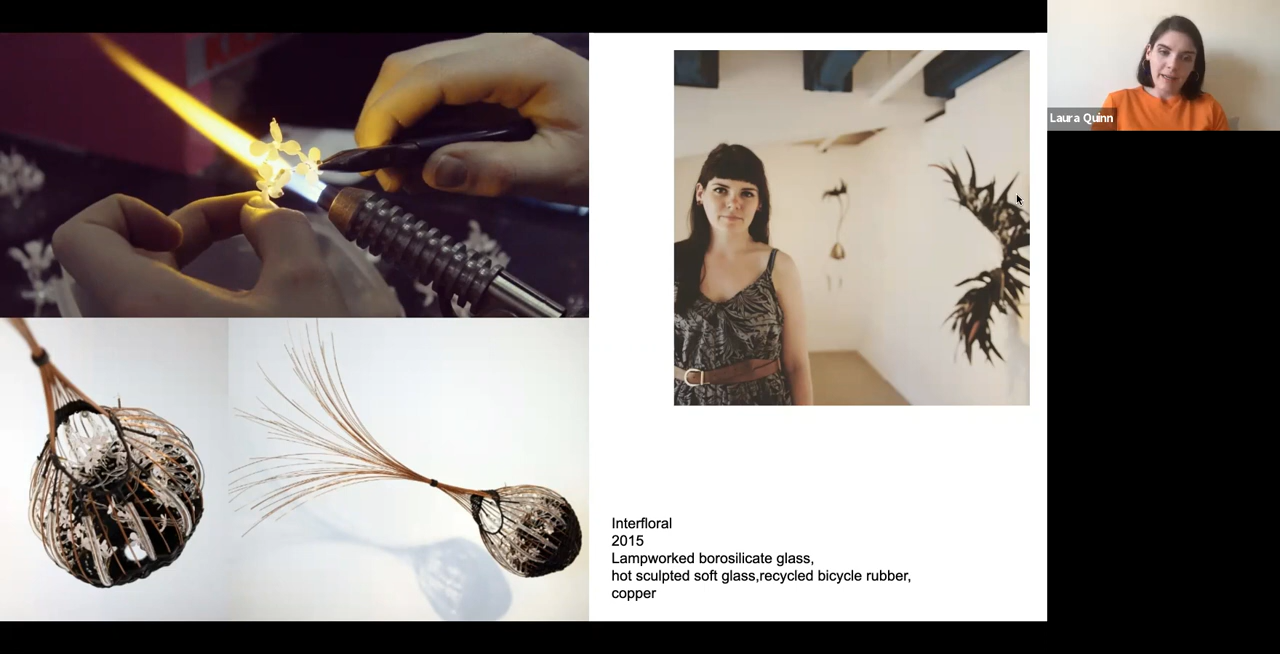 Laura Quinn
Interfloral
2015
Lampworked borosilicate glass,
hot sculpted soft glass,recycled bicycle rubber,
copper